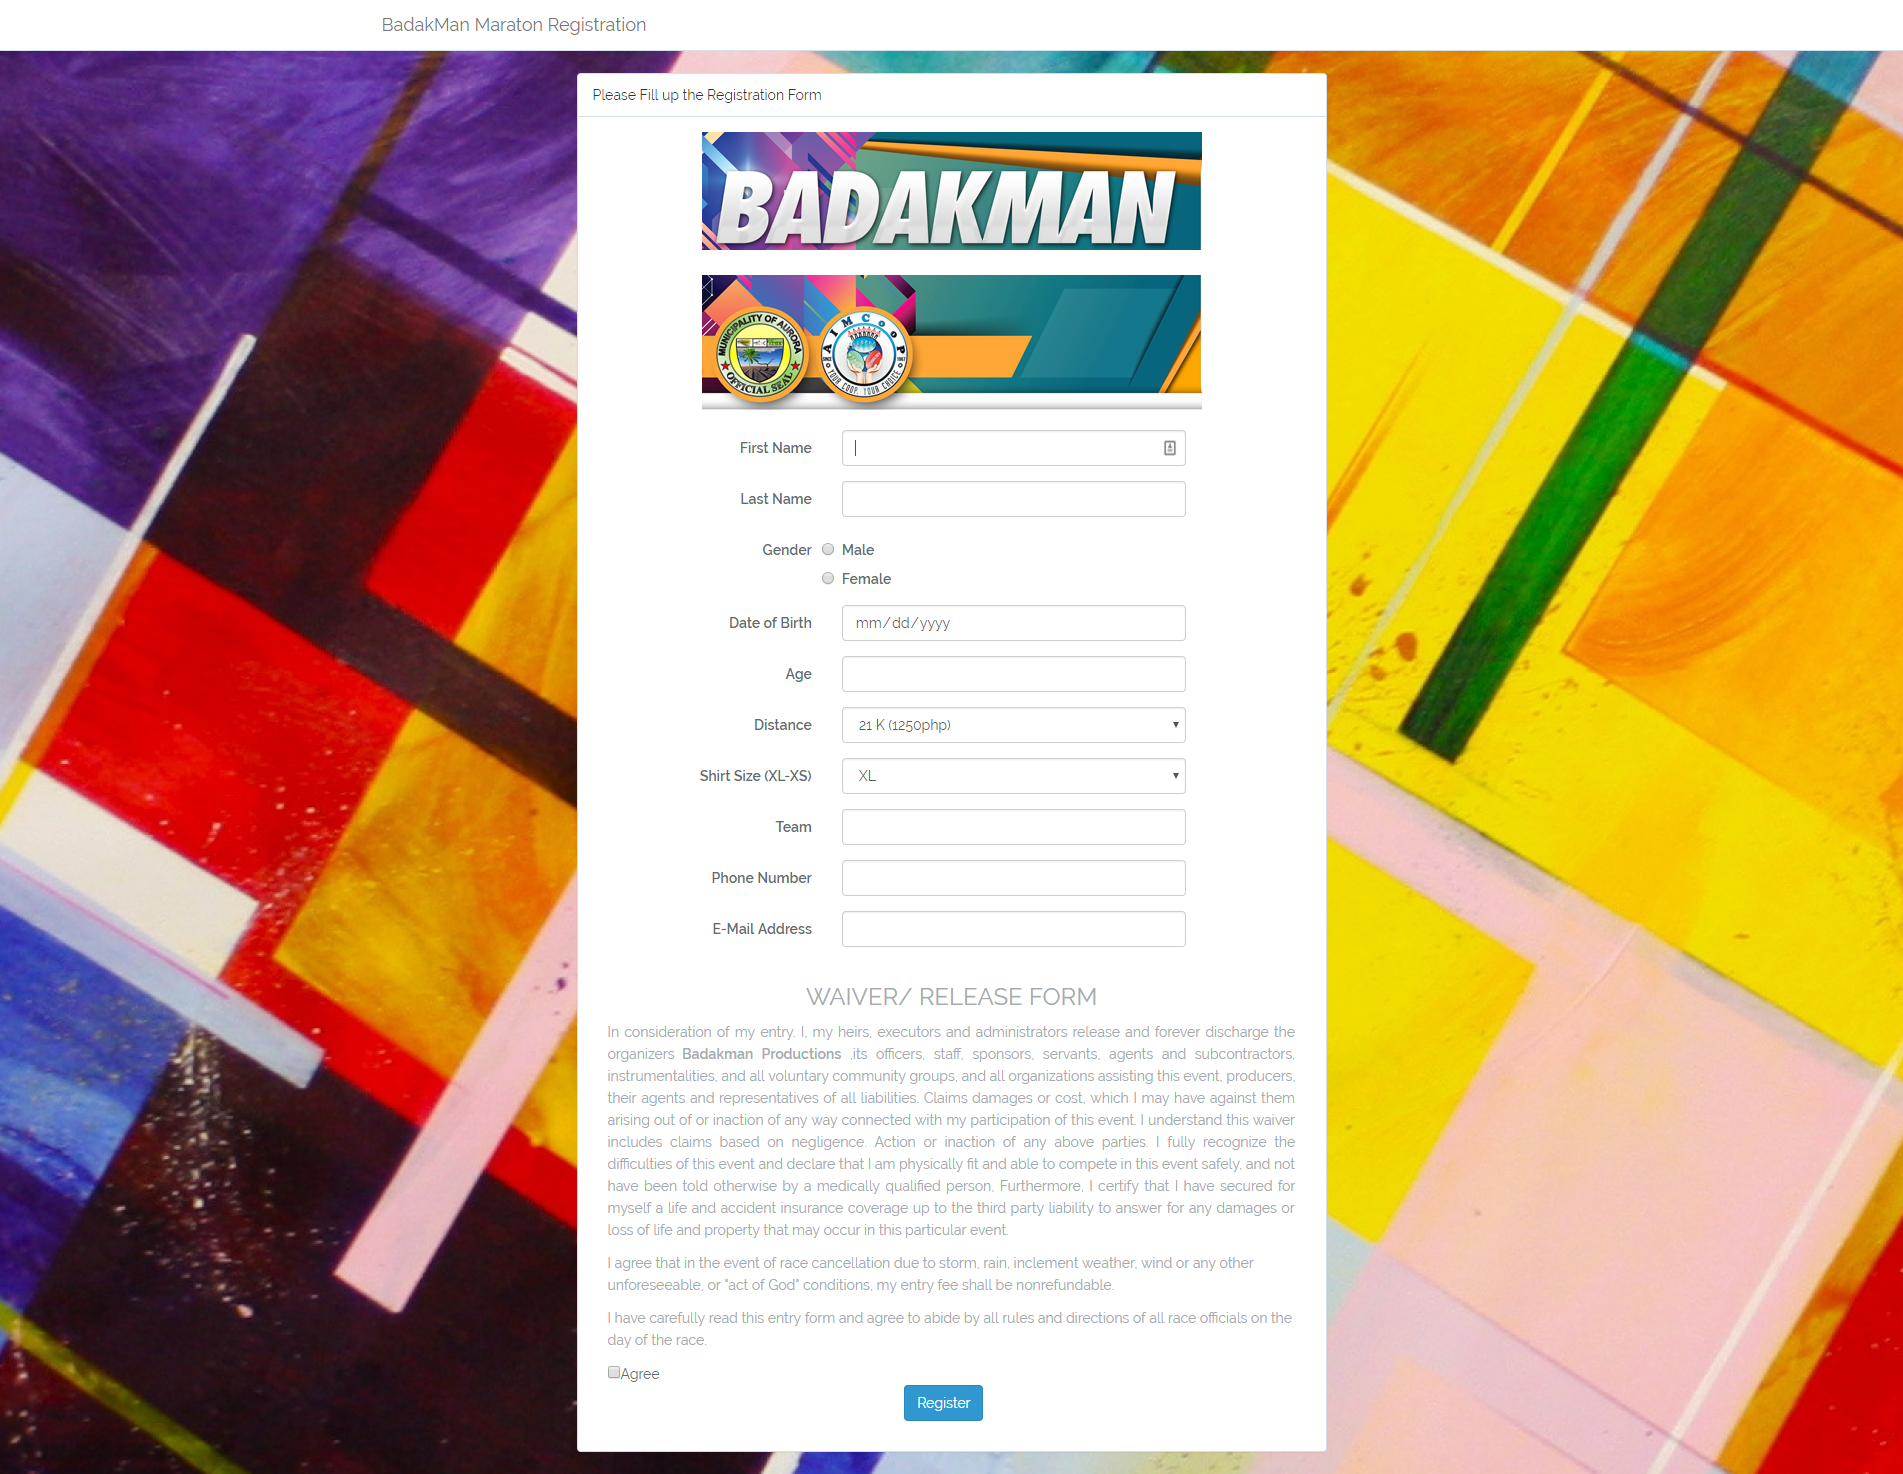 BadakMan Maraton Registration
Please Fill up the Registration Form
BADAKMAN
MUNICIPALITY OF AURORA
OFFICIAL SEAL
AIMCooP
SINCE 1967
YOUR COOP, YOUR CHOICE
First Name
Last Name
Gender Male
Female
Date of Birth mm/dd/yyyy
Age
Distance 21 K (1250php)
Shirt Size (XL-XS) XL
Team
Phone Number
E-Mail Address
WAIVER/ RELEASE FORM
In consideration of my entry. I, my heirs, executors and administrators release and forever discharge the
organizers Badakman Productions ,its officers, staff, sponsors, servants, agents and subcontractors,
instrumentalities, and all voluntary community groups, and all organizations assisting this event, producers,
their agents and representatives of all liabilities. Claims damages or cost, which I may have against them
arising out of or inaction of any way connected with my participation of this event. I understand this waiver
includes claims based on negligence. Action or inaction of any above parties. I fully recognize the
difficulties of this event and declare that I am physically fit and able to compete in this event safely, and not
have been told otherwise by a medically qualified person, Furthermore, I certify that I have secured for
myself a life and accident insurance coverage up to the third party liability to answer for any damages or
loss of life and property that may occur in this particular event.
I agree that in the event of race cancellation due to storm, rain, inclement weather, wind or any other
unforeseeable, or "act of God" conditions, my entry fee shall be nonrefundable.
I have carefully read this entry form and agree to abide by all rules and directions of all race officials on the
day of the race.
Agree
Register